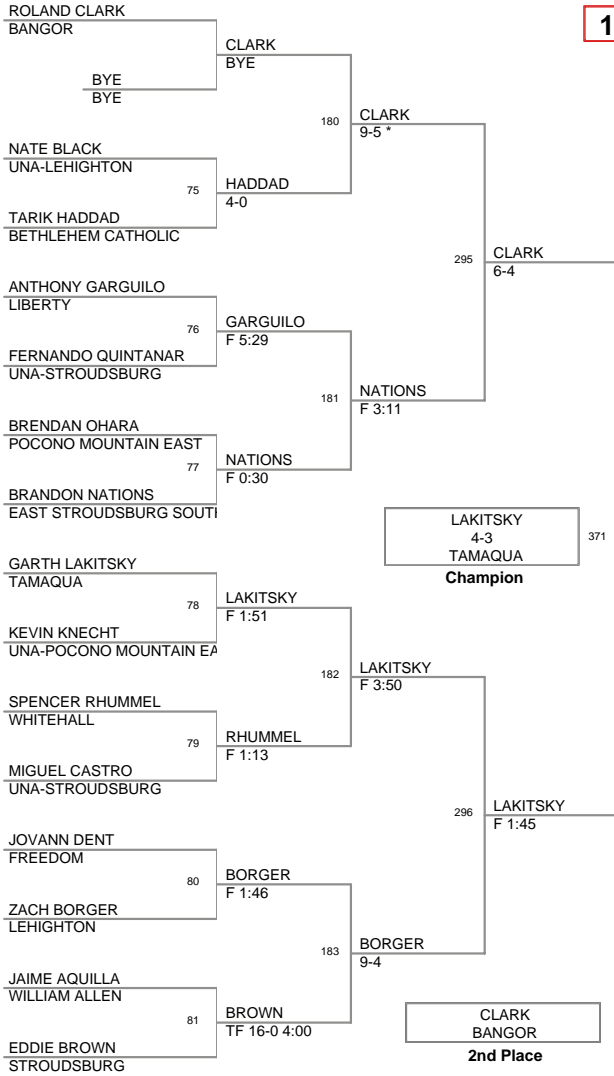 ROLAND CLARK
BANGOR
1
CLARK
BYE
BYE
BYE
180
CLARK
9-5 *
NATE BLACK
UNA-LEHIGHTON
75
HADDAD
4-0
TARIK HADDAD
BETHLEHEM CATHOLIC
295
CLARK
6-4
ANTHONY GARGUILO
LIBERTY
76
GARGUILO
F 5:29
FERNANDO QUINTANAR
UNA-STROUDSBURG
181
NATIONS
F 3:11
BRENDAN OHARA
POCONO MOUNTAIN EAST
77
NATIONS
F 0:30
BRANDON NATIONS
EAST STROUDSBURG SOUTH
LAKITSKY
4-3
TAMAQUA
371
Champion
GARTH LAKITSKY
TAMAQUA
78
LAKITSKY
F 1:51
KEVIN KNECHT
UNA-POCONO MOUNTAIN EA
182
LAKITSKY
F 3:50
SPENCER RHUMMEL
WHITEHALL
79
RHUMMEL
F 1:13
MIGUEL CASTRO
UNA-STROUDSBURG
296
LAKITSKY
F 1:45
JOVANN DENT
FREEDOM
80
BORGER
F 1:46
ZACH BORGER
LEHIGHTON
183
BORGER
9-4
JAIME AQUILLA
WILLIAM ALLEN
81
BROWN
TF 16-0 4:00
EDDIE BROWN
STROUDSBURG
CLARK
BANGOR
2nd Place